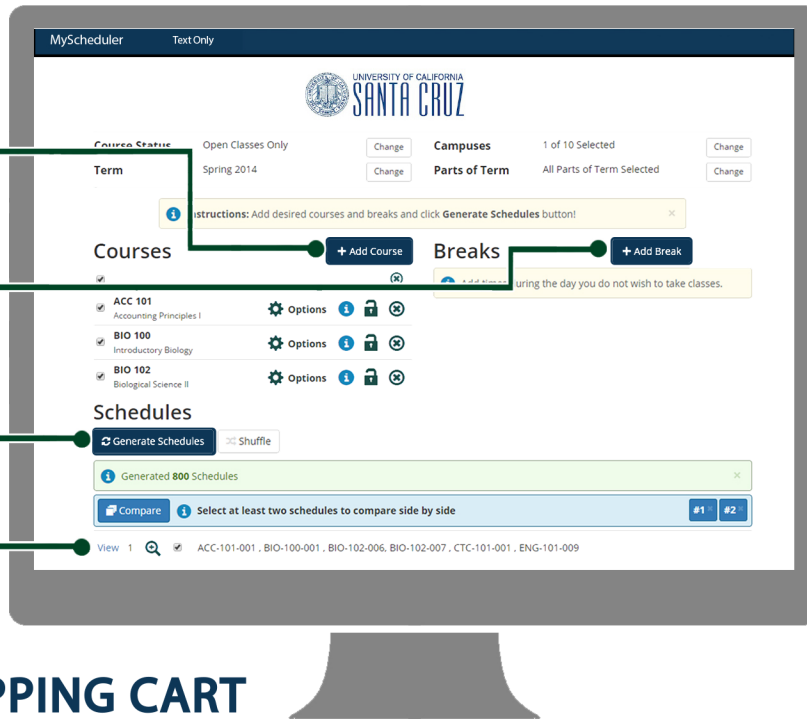 MyScheduler Text Only
UNIVERSITY OF CALIFORNIA
SANTA CRUZ
Course Status Open Classes Only Change Campuses 1 of 10 Selected Change
Term Spring 2014 Change Parts of Term All Parts of Term Selected Change
Instructions: Add desired courses and breaks and click Generate Schedules button!
Courses + Add Course Breaks + Add Break
Add times during the day you do not wish to take classes.
ACC 101
Accounting Principles I Options
BIO 100
Introductory Biology Options
BIO 102
Biological Science II Options
Schedules
Generate Schedules Shuffle
Generated 800 Schedules
Compare Select at least two schedules to compare side by side #1 #2
View 1 ACC-101-001 , BIO-100-001 , BIO-102-006, BIO-102-007 , CTC-101-001 , ENG-101-009
PPING CART